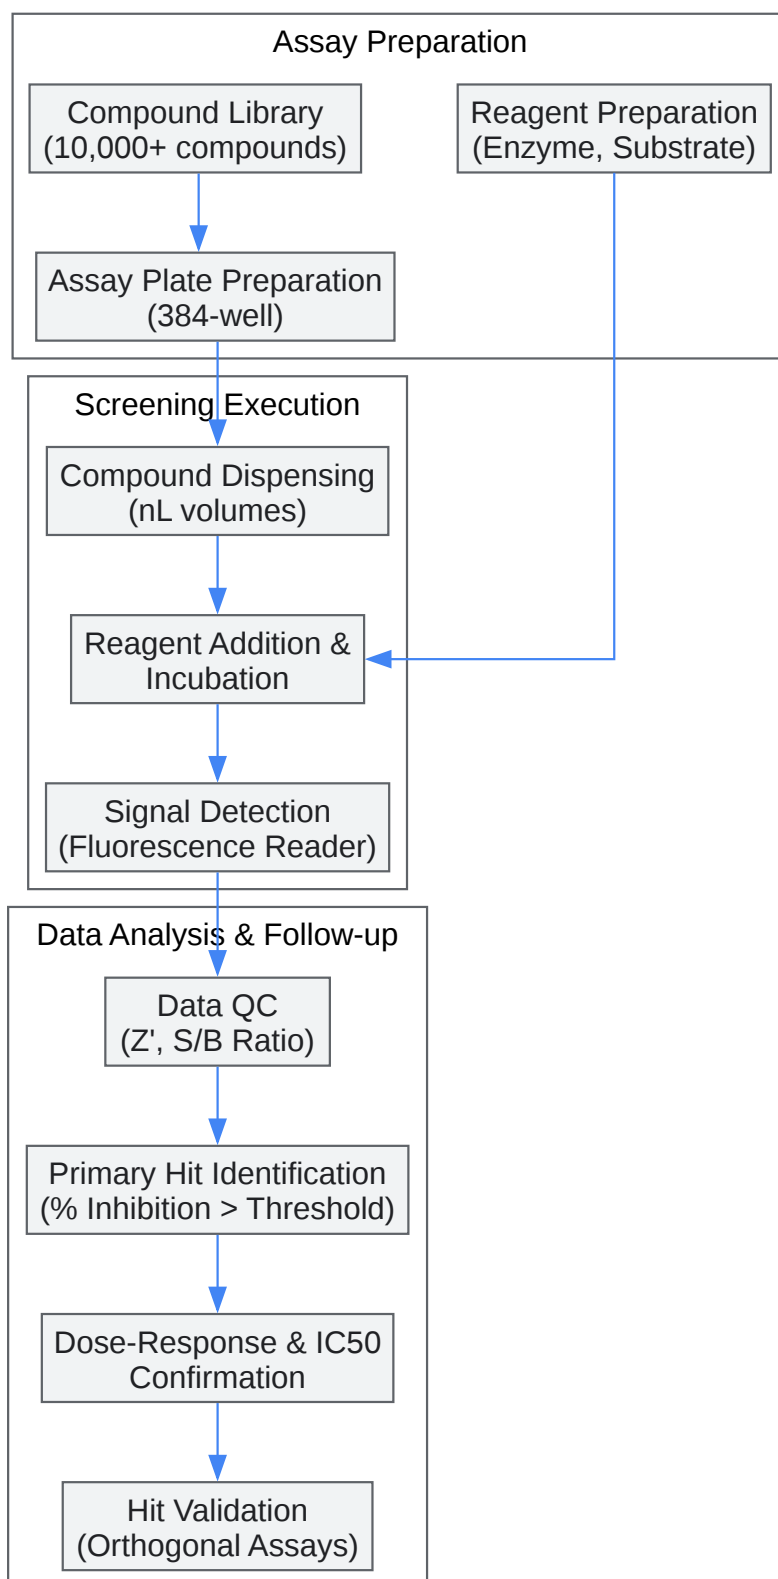 Assay Preparation
Compound Library
(10,000+ compounds)
Reagent Preparation
(Enzyme, Substrate)
Assay Plate Preparation
(384-well)
Screening Execution
Compound Dispensing
(nL volumes)
Reagent Addition &
Incubation
Signal Detection
(Fluorescence Reader)
Data Analysis & Follow-up
Data QC
(Z', S/B Ratio)
Primary Hit Identification
(% Inhibition > Threshold)
Dose-Response & IC50
Confirmation
Hit Validation
(Orthogonal Assays)